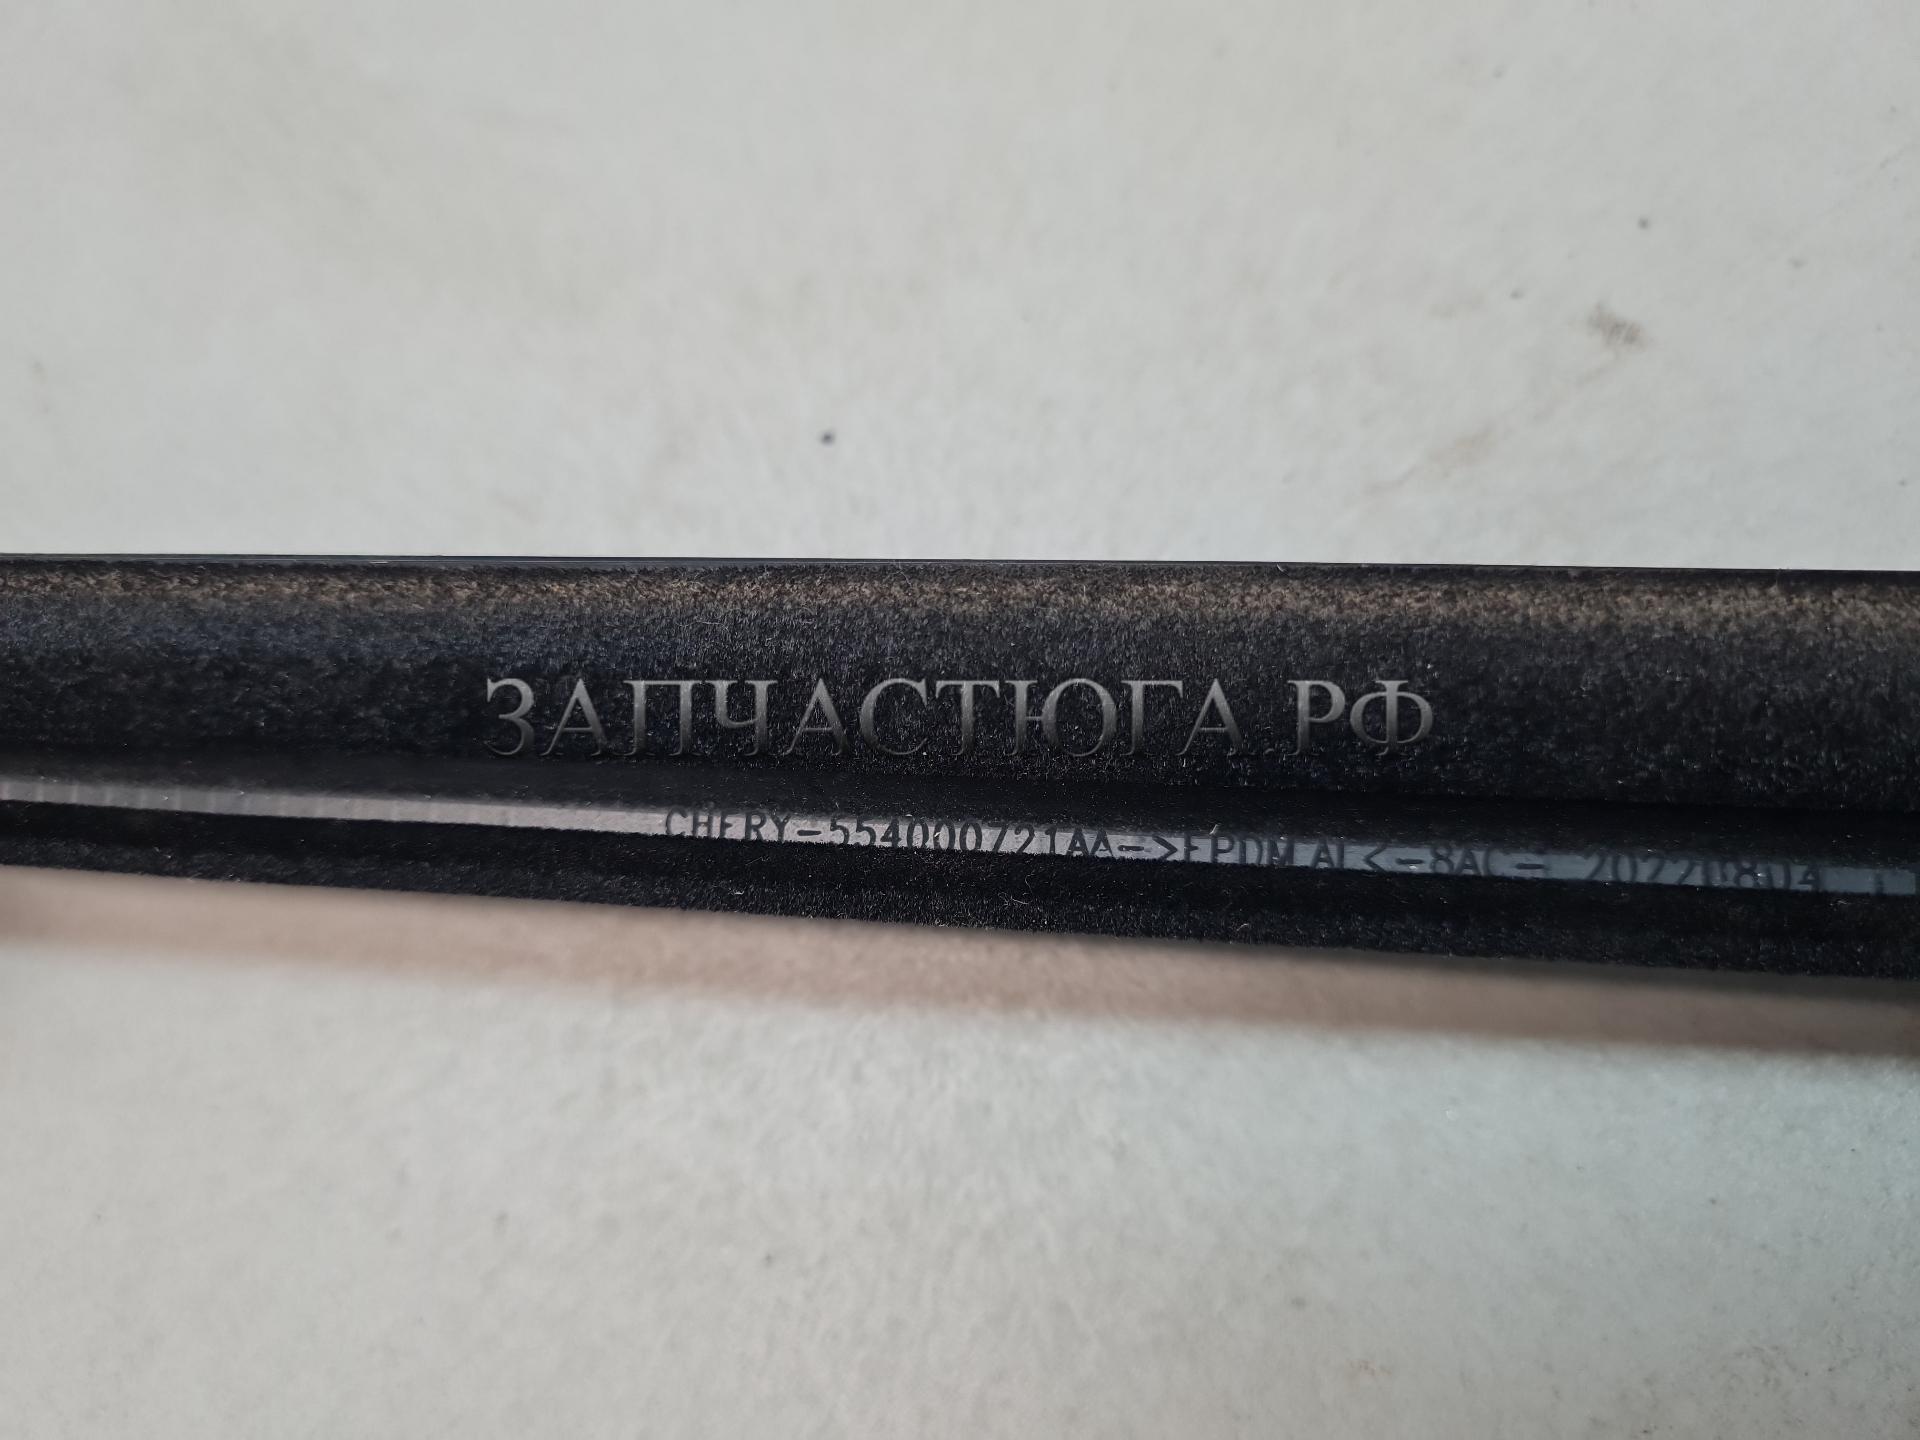 ЗАПЧАСТЮГА.РФ
CHERY-554000721AA->EPDM AL<-8AC- 20220804